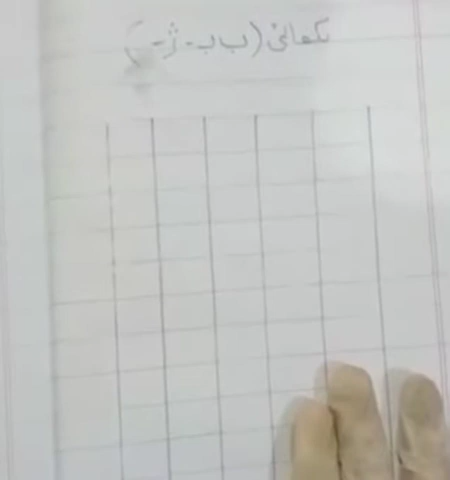 لکھائی (ب ب - ژ -)